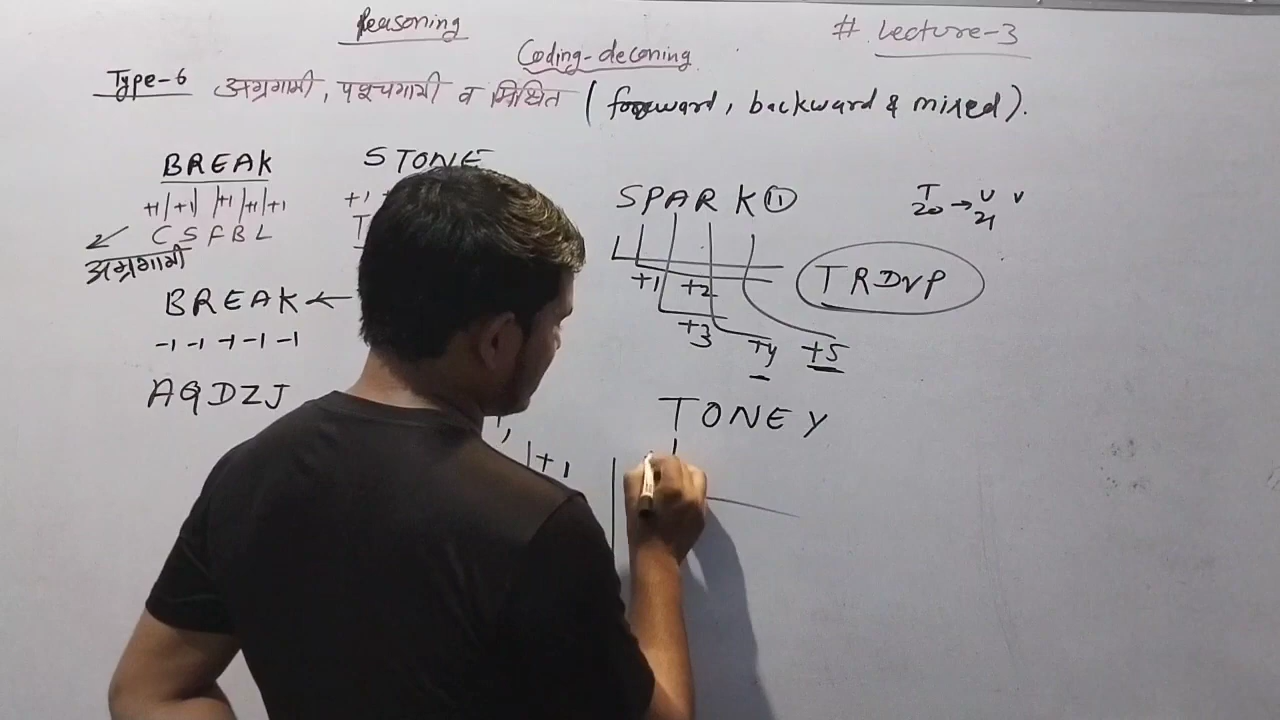 Reasoning
# Lecture-3
Coding-deconing
Type-6 अग्रगामी, पश्चगामी व मिश्रित (forward, backward & mixed).
BREAK
+1 +1 +1 +1 +1
C S F B L
अग्रगामी
BREAK ←
-1 -1 -1 -1 -1
AQDZJ
STONE
+1
T
+1
SPARK 11
+1 +2
+3 +4 +5
T → U V
20 21
TRDVP
TONEY